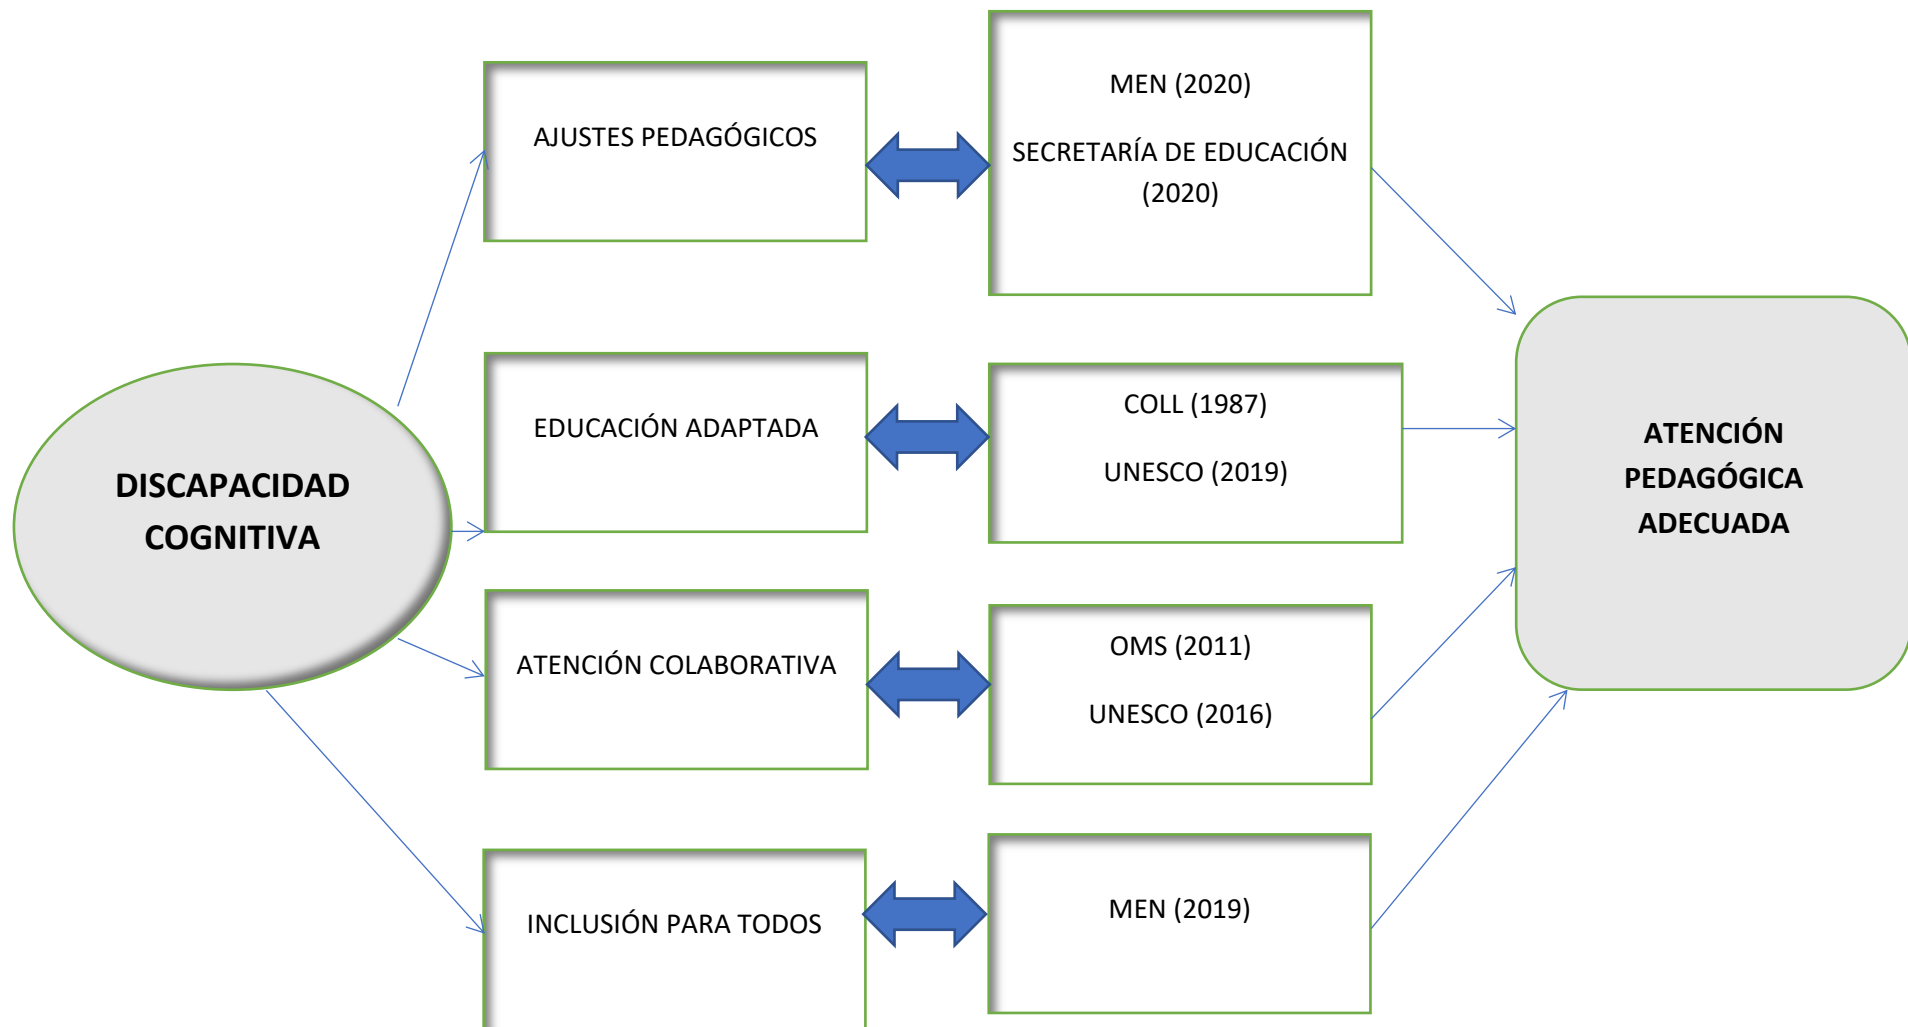 DISCAPACIDAD
COGNITIVA
AJUSTES PEDAGÓGICOS
MEN (2020)
SECRETARÍA DE EDUCACIÓN
(2020)
EDUCACIÓN ADAPTADA
COLL (1987)
UNESCO (2019)
ATENCIÓN COLABORATIVA
OMS (2011)
UNESCO (2016)
INCLUSIÓN PARA TODOS
MEN (2019)
ATENCIÓN
PEDAGÓGICA
ADECUADA